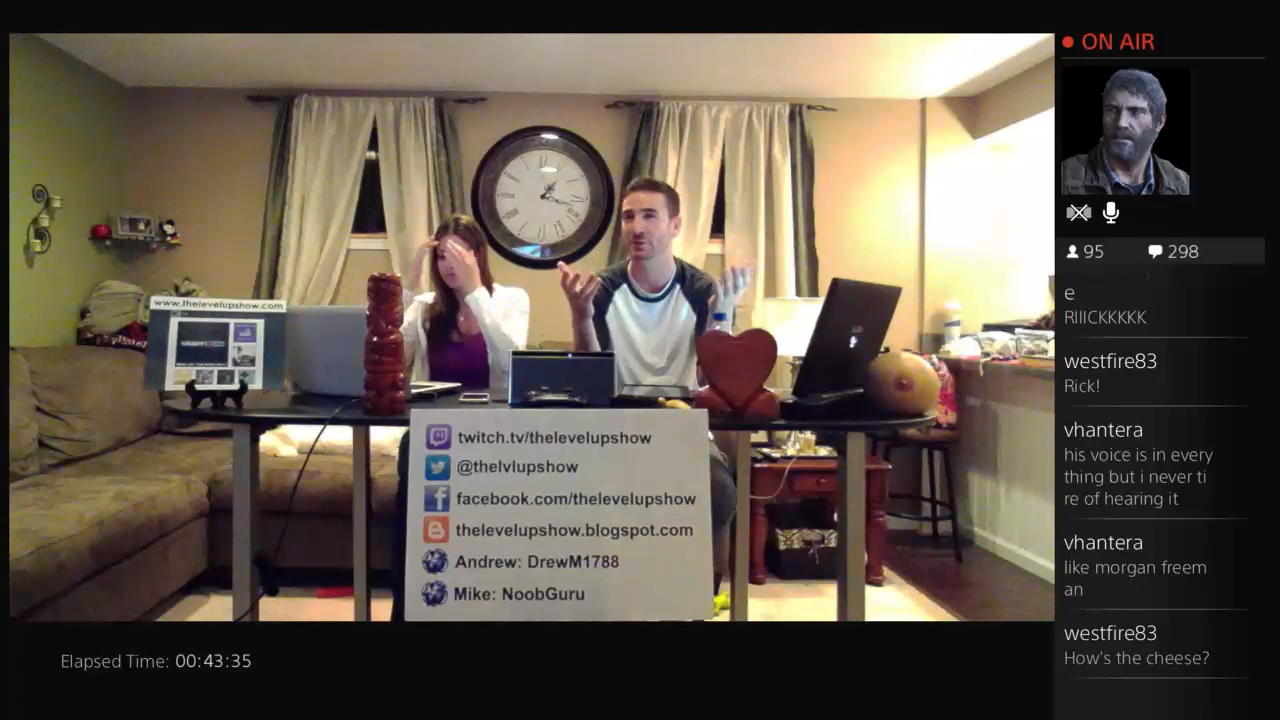 ON AIR
95 298
e
RIIICKKKKK
westfire83
Rick!
vhantera
his voice is in every
thing but i never ti
re of hearing it
vhantera
like morgan freem
an
westfire83
How's the cheese?
www.thelevelupshow.com
twitch.tv/thelevelupshow
@thelvlupshow
facebook.com/thelevelupshow
thelevelupshow.blogspot.com
Andrew: DrewM1788
Mike: NoobGuru
Elapsed Time: 00:43:35